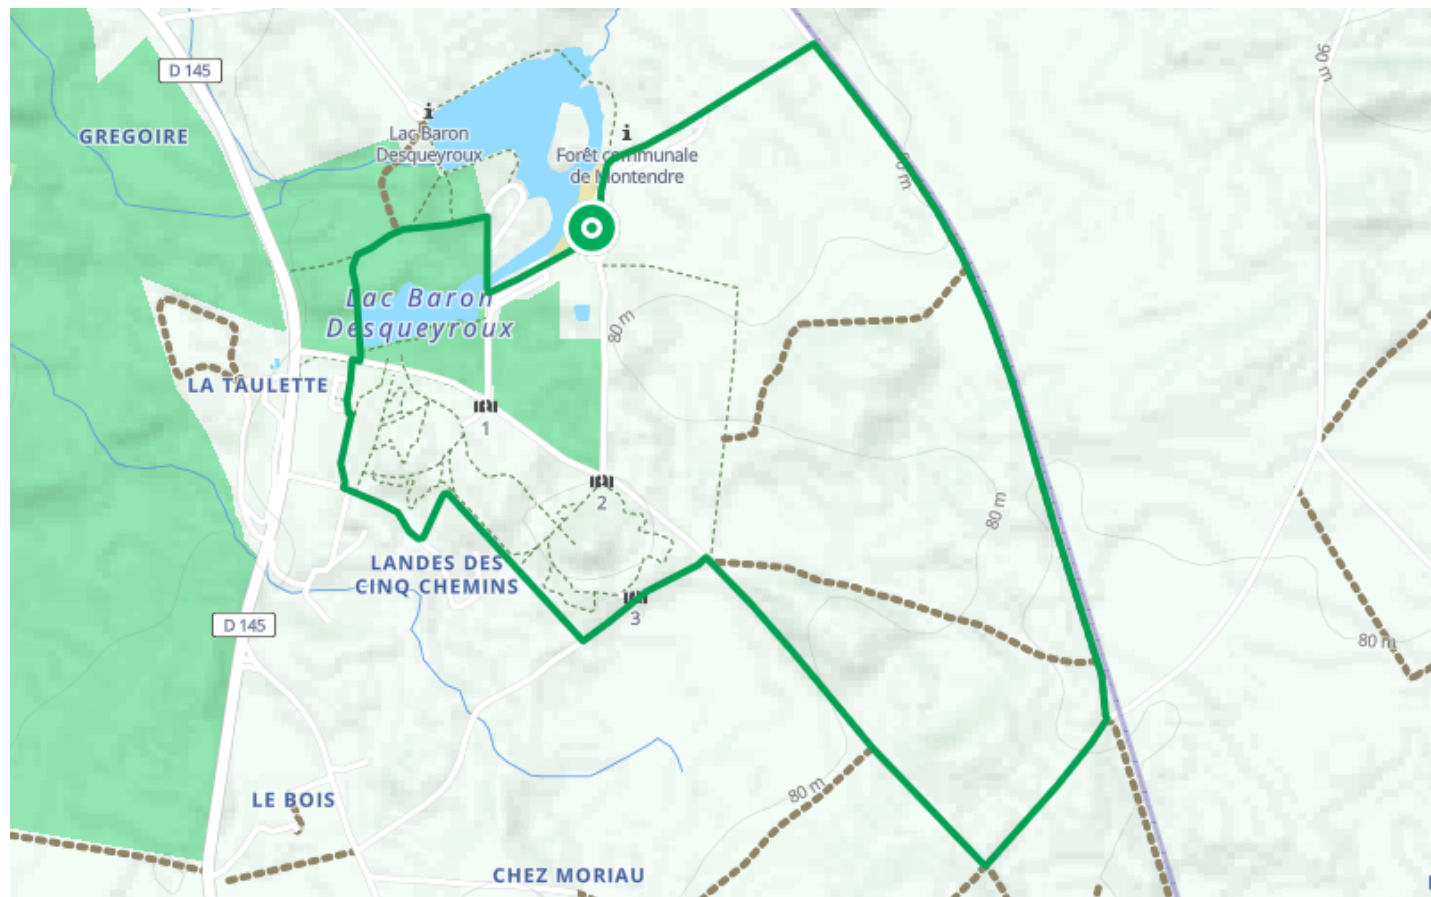 D 145
90 m
GREGOIRE
Lac Baron
Desqueyroux
Forêt communale
de Montendre
80 m
Lac Baron
Desqueyroux
80 m
LA TAULETTE
1
2
80 m
LANDES DES
CINQ CHEMINS
3
D 145
80 m
80 m
LE BOIS
CHEZ MORIAU